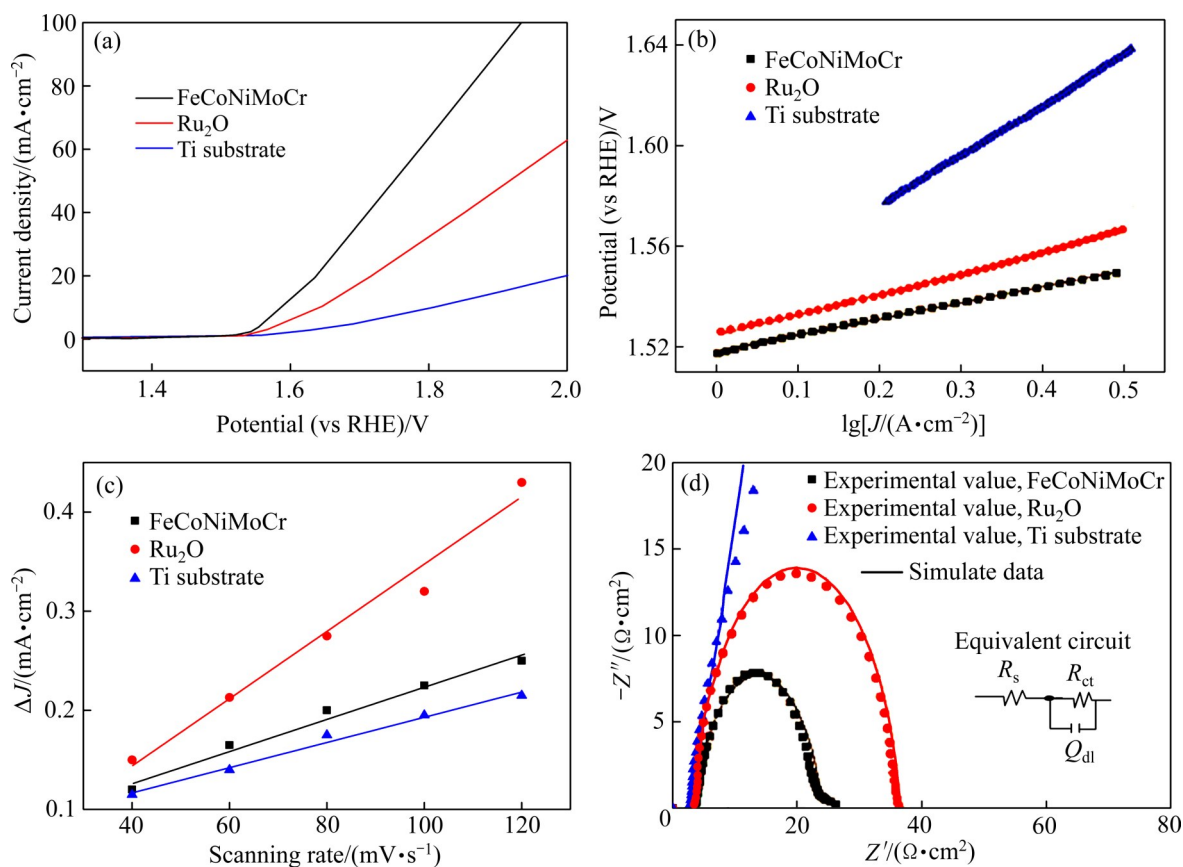 (a)
100
80
60
40
20
0
Current density/(mA•cm⁻²)
FeCoNiMoCr
Ru₂O
Ti substrate
1.4 1.6 1.8 2.0
Potential (vs RHE)/V
(b)
1.64
1.60
1.56
1.52
Potential (vs RHE)/V
FeCoNiMoCr
Ru₂O
Ti substrate
0 0.1 0.2 0.3 0.4 0.5
lg[J/(A•cm⁻²)]
(c)
0.4
0.3
0.2
0.1
ΔJ/(mA•cm⁻²)
FeCoNiMoCr
Ru₂O
Ti substrate
40 60 80 100 120
Scanning rate/(mV•s⁻¹)
(d)
20
15
10
5
0
−Z″/(Ω•cm²)
Experimental value, FeCoNiMoCr
Experimental value, Ru₂O
Experimental value, Ti substrate
Simulate data
Equivalent circuit
Rₛ R_ct
Q_dl
20 40 60 80
Z′/(Ω•cm²)